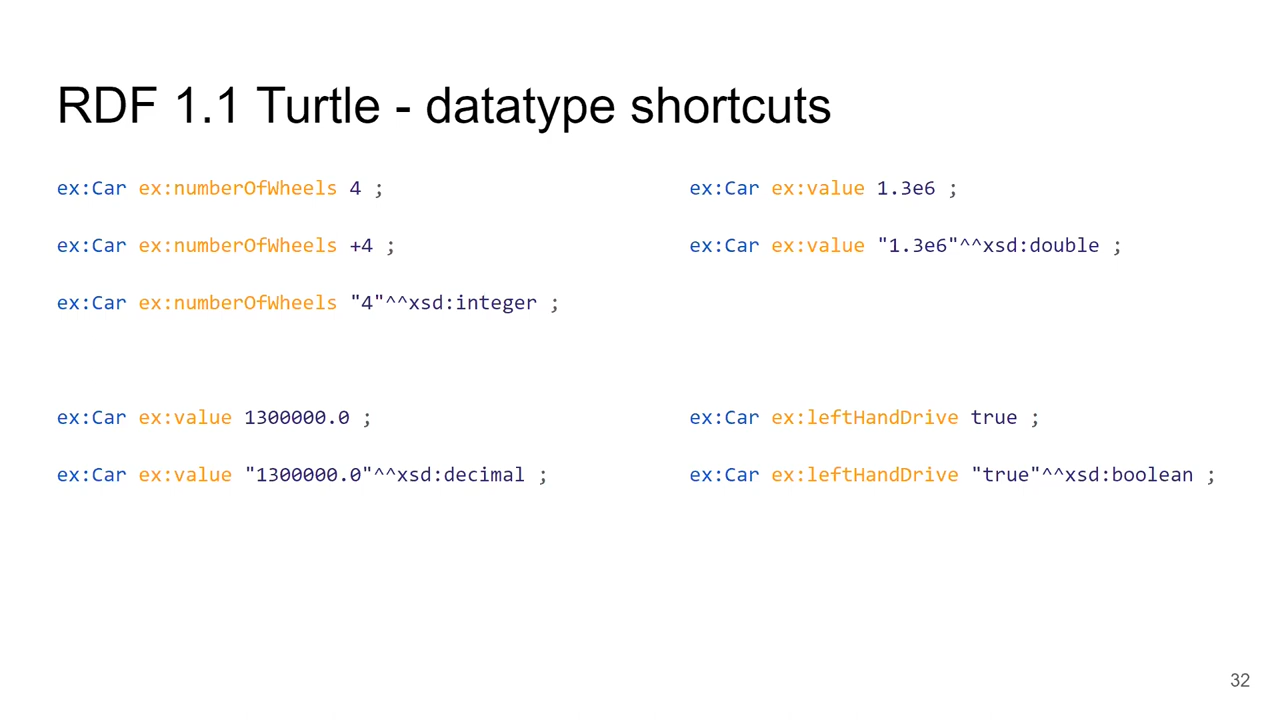 RDF 1.1 Turtle - datatype shortcuts
ex:Car ex:numberOfWheels 4 ;
ex:Car ex:numberOfWheels +4 ;
ex:Car ex:numberOfWheels "4"^^xsd:integer ;
ex:Car ex:value 1300000.0 ;
ex:Car ex:value "1300000.0"^^xsd:decimal ;
ex:Car ex:value 1.3e6 ;
ex:Car ex:value "1.3e6"^^xsd:double ;
ex:Car ex:leftHandDrive true ;
ex:Car ex:leftHandDrive "true"^^xsd:boolean ;
32